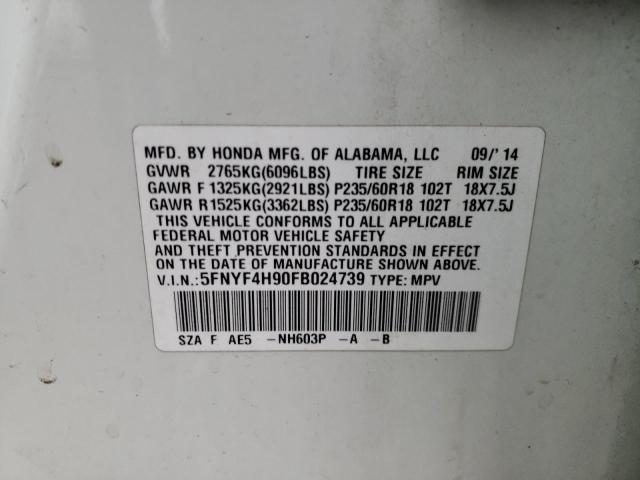 MFD. BY HONDA MFG. OF ALABAMA, LLC 09/'14
GVWR 2765KG(6096LBS) TIRE SIZE RIM SIZE
GAWR F 1325KG(2921LBS) P235/60R18 102T 18X7.5J
GAWR R 1525KG(3362LBS) P235/60R18 102T 18X7.5J
THIS VEHICLE CONFORMS TO ALL APPLICABLE
FEDERAL MOTOR VEHICLE SAFETY
AND THEFT PREVENTION STANDARDS IN EFFECT
ON THE DATE OF MANUFACTURE SHOWN ABOVE.
V.I.N.: 5FNYF4H90FB024739 TYPE: MPV
SZA F AE5 -NH603P -A -B